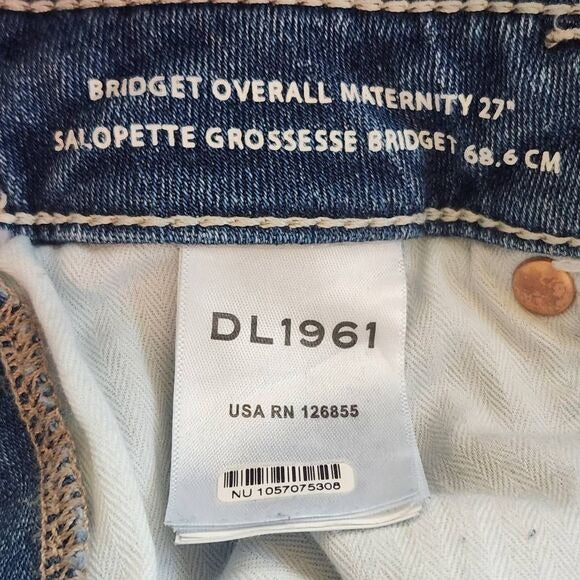 BRIDGET OVERALL MATERNITY 27"
SALOPETTE GROSSESSE BRIDGET 68.6 CM
DL1961
USA RN 126855
NU 1057075308